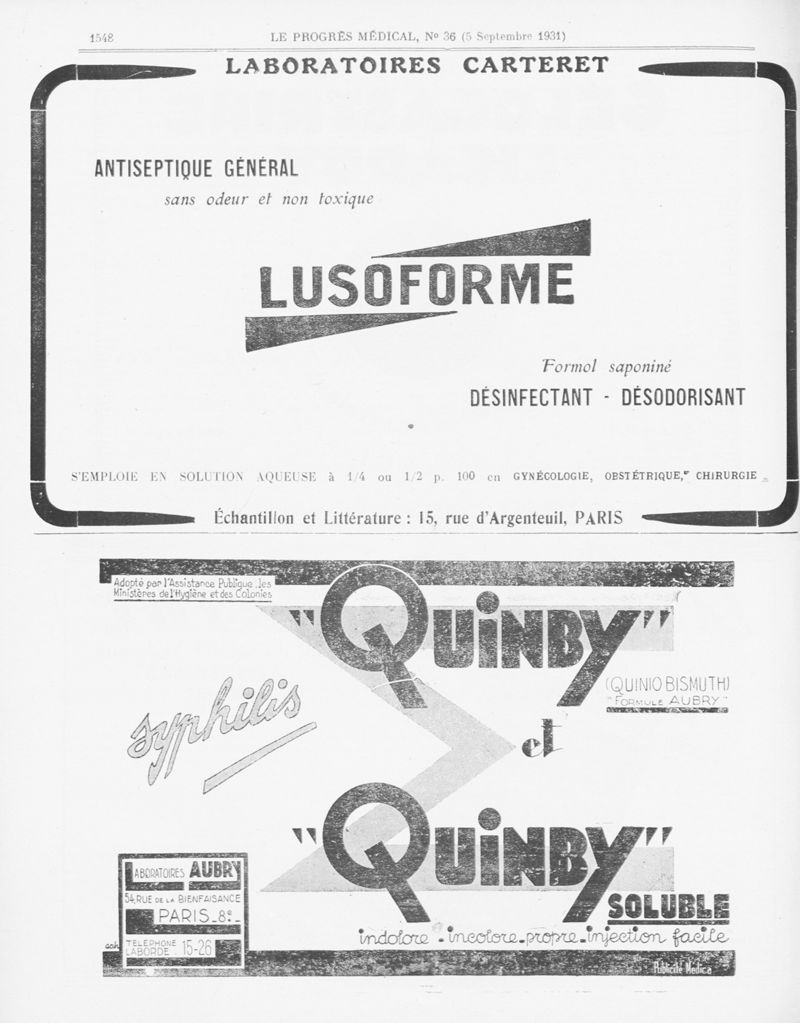 1548
LE PROGRÈS MÉDICAL, Nº 36 (5 Septembre 1931)
LABORATOIRES CARTERET
ANTISEPTIQUE GÉNÉRAL
sans odeur et non toxique
LUSOFORME
Formol saponiné
DÉSINFECTANT - DÉSODORISANT
S'EMPLOIE EN SOLUTION AQUEUSE à 1/4 ou 1/2 p. 100 en GYNÉCOLOGIE, OBSTÉTRIQUE, CHIRURGIE
Échantillon et Littérature : 15, rue d'Argenteuil, PARIS
Adopté par l'Assistance Publique, les
Ministères de l'Hygiène et des Colonies
"QUINBY"
(QUINIO BISMUTH)
"FORMULE AUBRY"
syphilis
et
"QUINBY"
SOLUBLE
indolore - incolore - propre - injection facile
LABORATOIRES AUBRY
54, RUE DE LA BIENFAISANCE
PARIS_8e_
TÉLÉPHONE
LABORDE : 15-26
ash
Publicité Médica